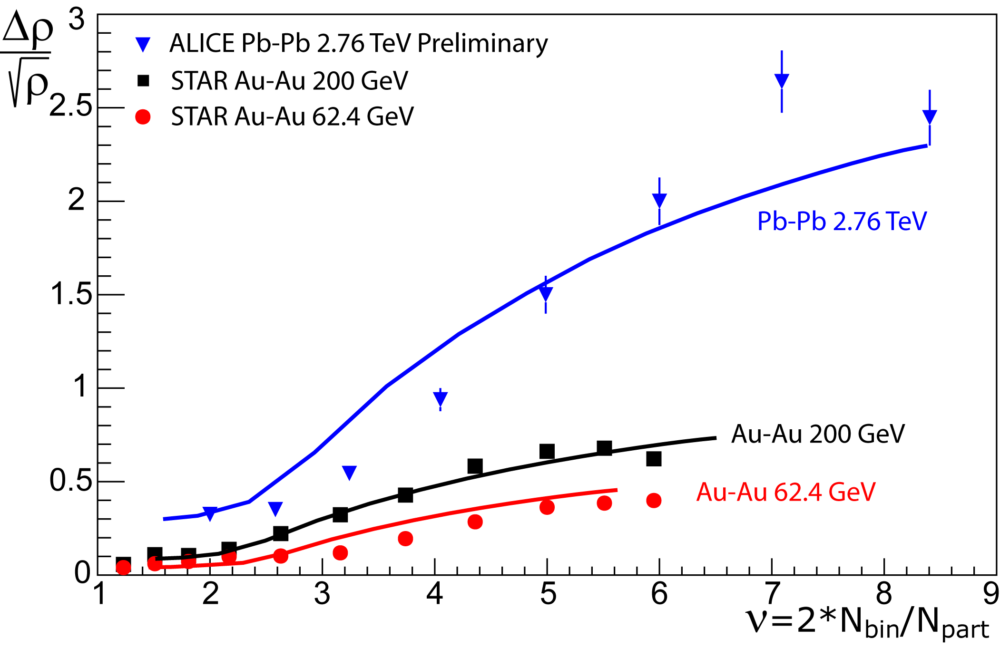 Δρ
√ρ
3
2.5
2
1.5
1
0.5
0
ALICE Pb-Pb 2.76 TeV Preliminary
STAR Au-Au 200 GeV
STAR Au-Au 62.4 GeV
Pb-Pb 2.76 TeV
Au-Au 200 GeV
Au-Au 62.4 GeV
1 2 3 4 5 6 7 8 9
ν=2*Nbin/Npart